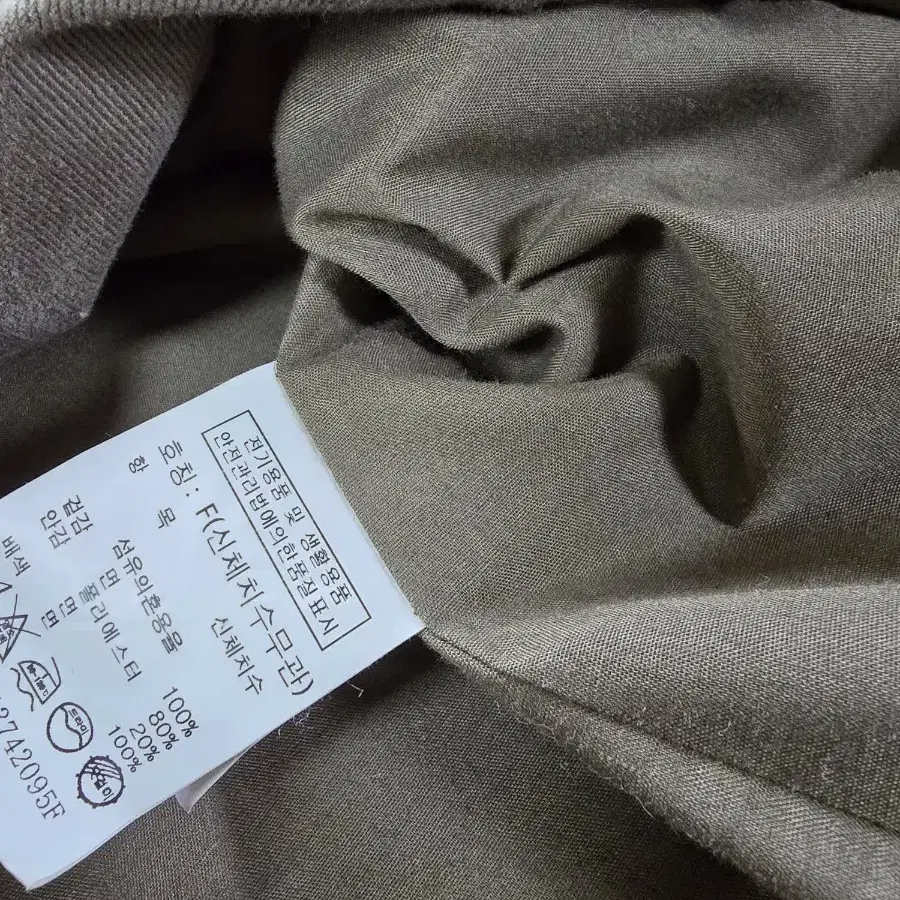 전기용품 및 생활용품
안전관리법에의한품질표시
호칭: F(신체치수무관)
항 목 신체치수
섬유의혼용율
겉감 면 100%
안감 폴리에스터 80%
면 20%
배색 면 100%
드라이
2742095F